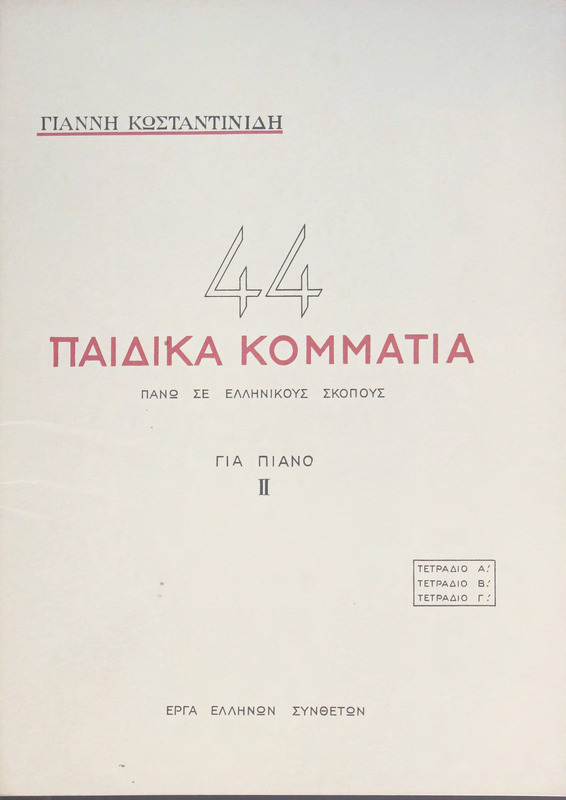 ΓΙΑΝΝΗ ΚΩΣΤΑΝΤΙΝΙΔΗ
44
ΠΑΙΔΙΚΑ ΚΟΜΜΑΤΙΑ
ΠΑΝΩ ΣΕ ΕΛΛΗΝΙΚΟΥΣ ΣΚΟΠΟΥΣ
ΓΙΑ ΠΙΑΝΟ
II
ΤΕΤΡΑΔΙΟ Α΄.
ΤΕΤΡΑΔΙΟ Β΄.
ΤΕΤΡΑΔΙΟ Γ΄.
ΕΡΓΑ ΕΛΛΗΝΩΝ ΣΥΝΘΕΤΩΝ